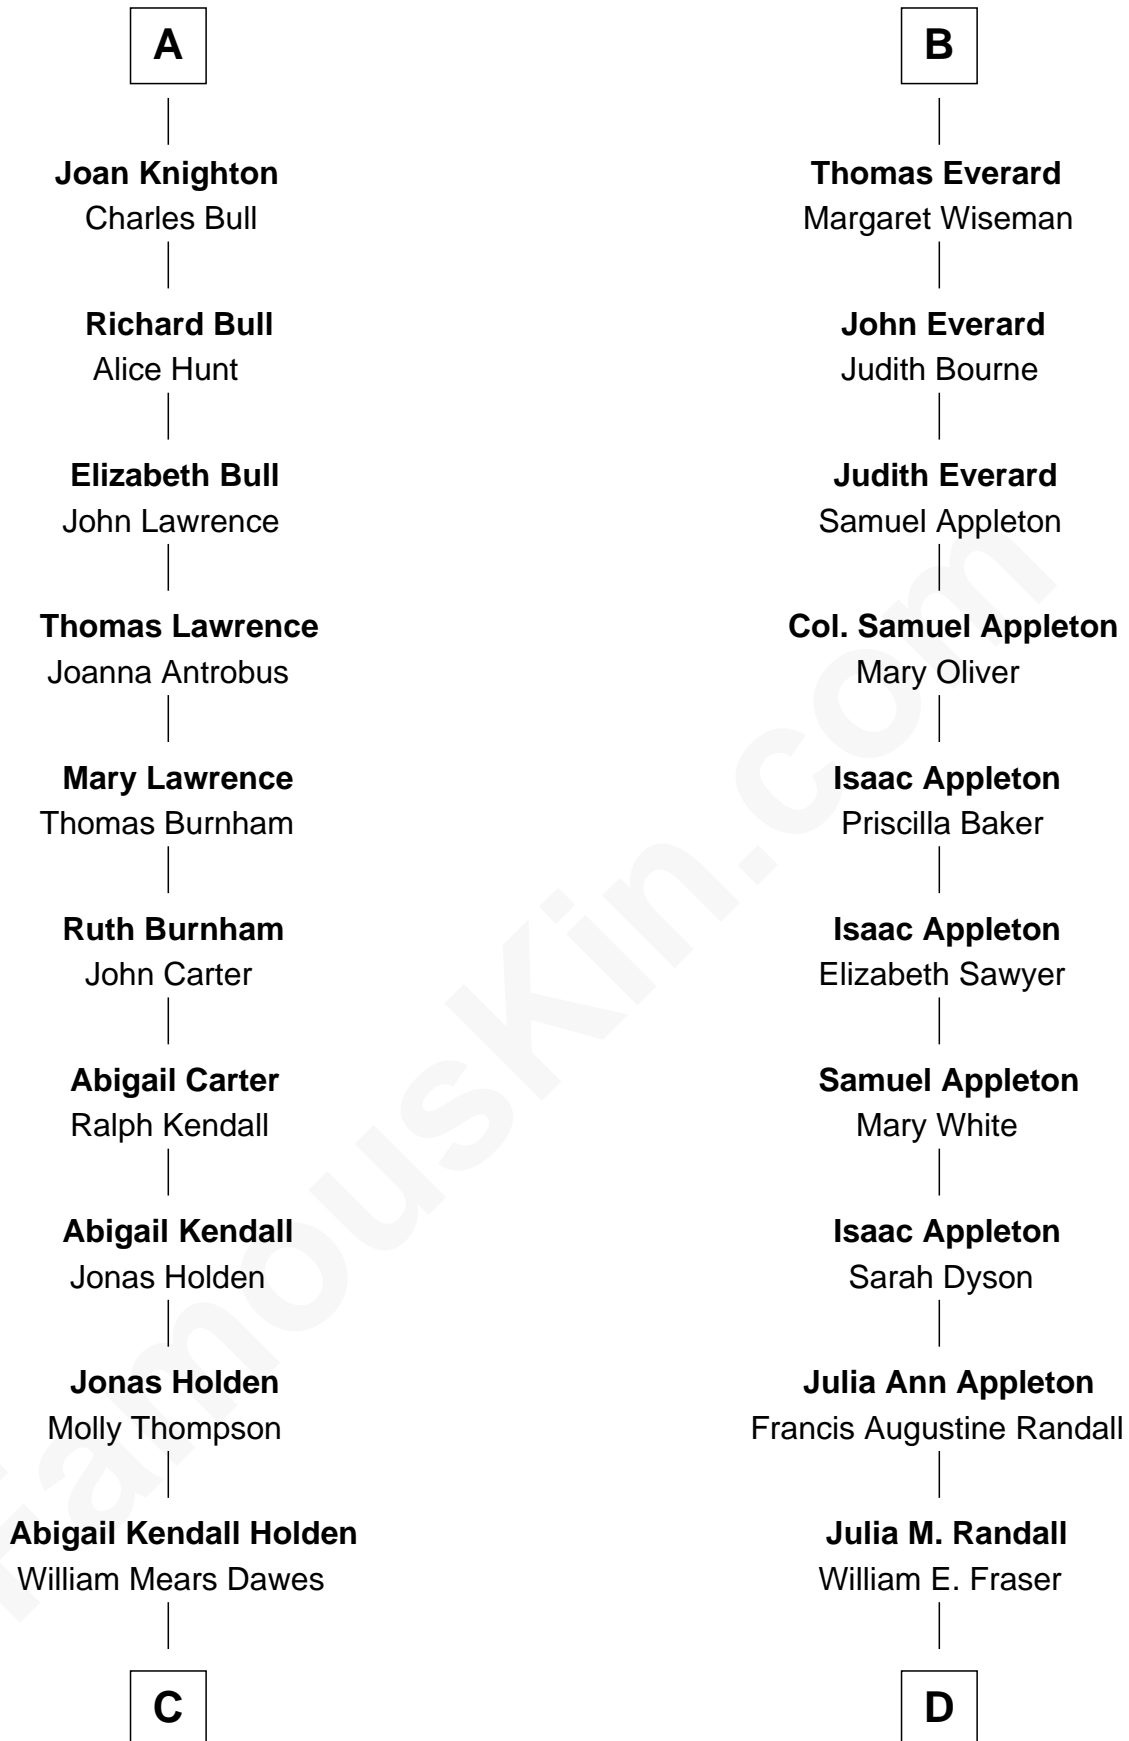 A
Joan Knighton
Charles Bull
Richard Bull
Alice Hunt
Elizabeth Bull
John Lawrence
Thomas Lawrence
Joanna Antrobus
Mary Lawrence
Thomas Burnham
Ruth Burnham
John Carter
Abigail Carter
Ralph Kendall
Abigail Kendall
Jonas Holden
Jonas Holden
Molly Thompson
Abigail Kendall Holden
William Mears Dawes
C
B
Thomas Everard
Margaret Wiseman
John Everard
Judith Bourne
Judith Everard
Samuel Appleton
Col. Samuel Appleton
Mary Oliver
Isaac Appleton
Priscilla Baker
Isaac Appleton
Elizabeth Sawyer
Samuel Appleton
Mary White
Isaac Appleton
Sarah Dyson
Julia Ann Appleton
Francis Augustine Randall
Julia M. Randall
William E. Fraser
D
FamousKin.com